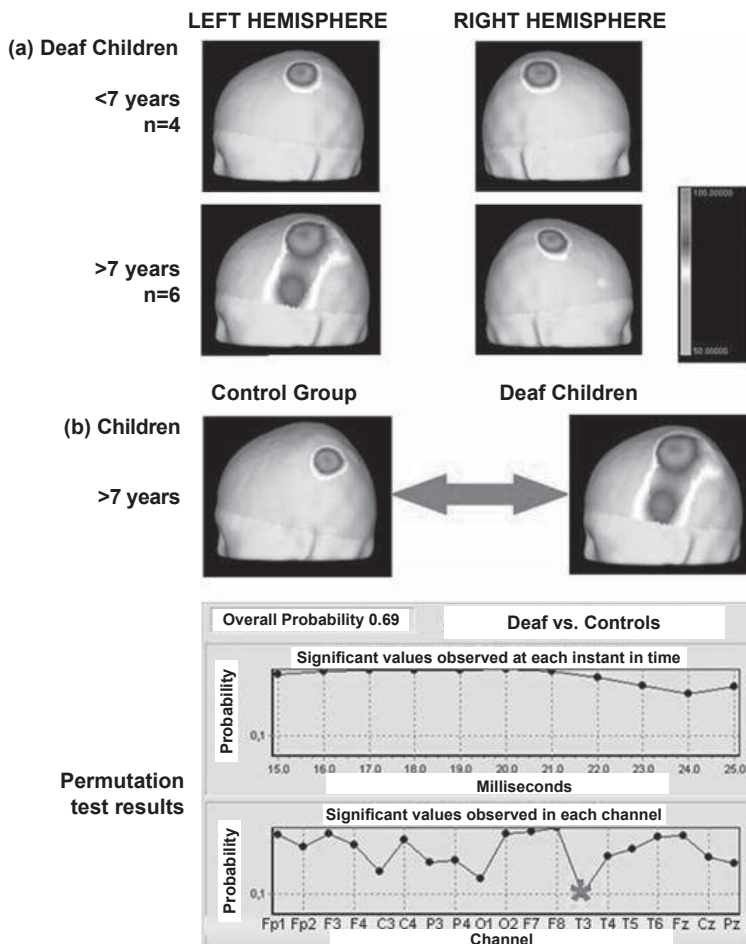 LEFT HEMISPHERE RIGHT HEMISPHERE
(a) Deaf Children
<7 years
n=4
100.00000
>7 years
n=6
50.00000
Control Group Deaf Children
(b) Children
>7 years
Overall Probability 0.69 Deaf vs. Controls
Significant values observed at each instant in time
Probability
0,1
15.0 16.0 17.0 18.0 19.0 20.0 21.0 22.0 23.0 24.0 25.0
Milliseconds
Permutation
test results
Significant values observed in each channel
Probability
0,1
Fp1 Fp2 F3 F4 C3 C4 P3 P4 O1 O2 F7 F8 T3 T4 T5 T6 Fz Cz Pz
Channel